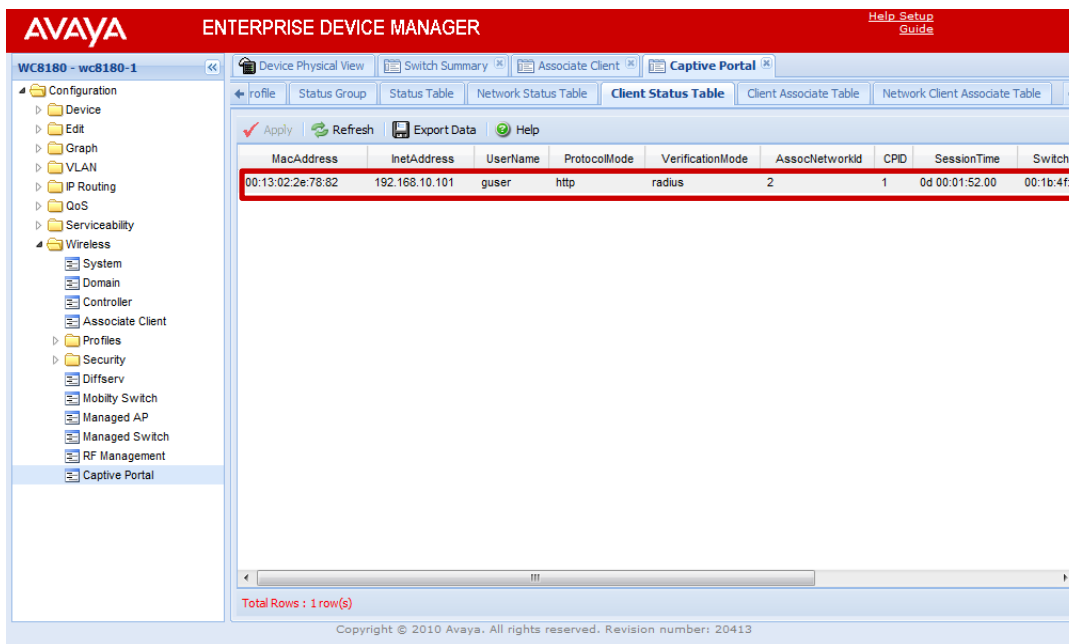 AVAYA ENTERPRISE DEVICE MANAGER Help Setup
Guide
WC8180 - wc8180-1
Configuration
Device
Edit
Graph
VLAN
IP Routing
QoS
Serviceability
Wireless
System
Domain
Controller
Associate Client
Profiles
Security
Diffserv
Mobilty Switch
Managed AP
Managed Switch
RF Management
Captive Portal
Device Physical View Switch Summary Associate Client Captive Portal
rofile Status Group Status Table Network Status Table Client Status Table Client Associate Table Network Client Associate Table
Apply Refresh Export Data Help
MacAddress InetAddress UserName ProtocolMode VerificationMode AssocNetworkId CPID SessionTime Switch
00:13:02:2e:78:82 192.168.10.101 guser http radius 2 1 0d 00:01:52.00 00:1b:4f:
Total Rows : 1 row(s)
Copyright © 2010 Avaya. All rights reserved. Revision number: 20413